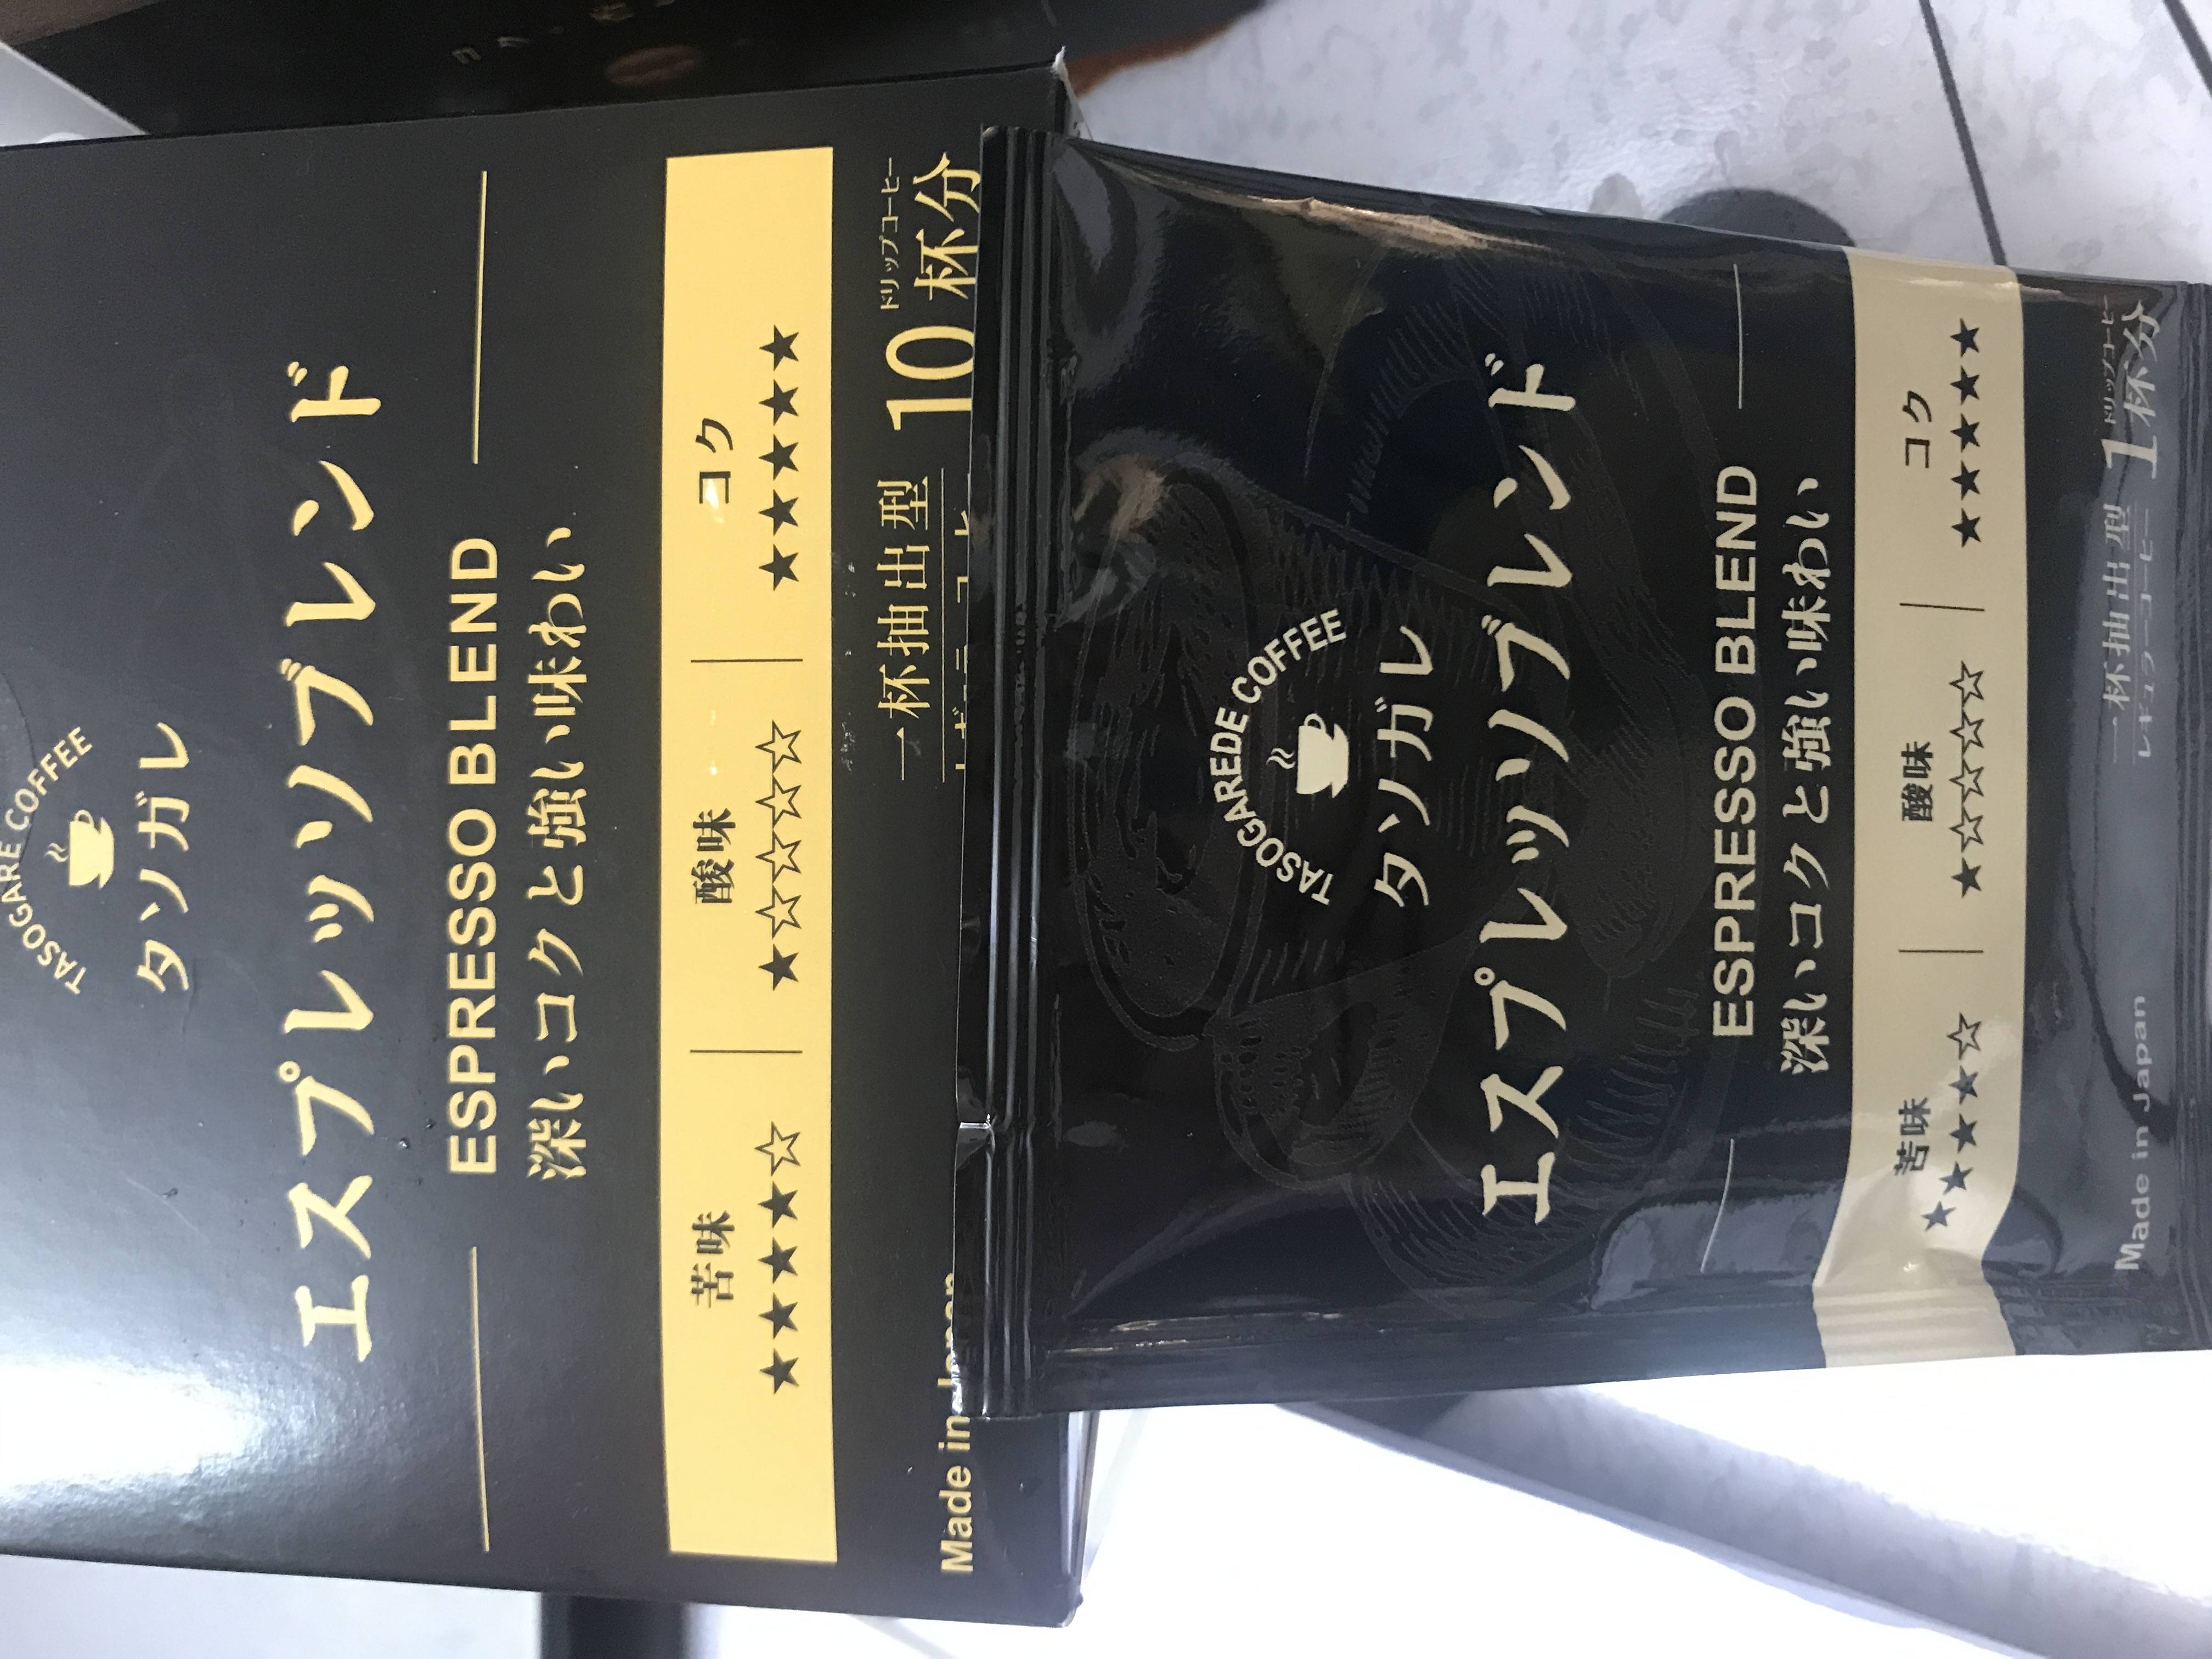 TASOGARE COFFEE
タソガレ
エスプレッソブレンド
ESPRESSO BLEND
深いコクと強い味わい
苦味 酸味 コク
★★★★☆ ★☆☆☆☆ ★★★★★
一杯抽出型
ドリップコーヒー
10杯分
Made in Japan
TASOGAREDE COFFEE
タソガレ
エスプレッソブレンド
ESPRESSO BLEND
深いコクと強い味わい
苦味 酸味 コク
★★★★☆ ★☆☆☆☆ ★★★★★
一杯抽出型
レギュラーコーヒー
ドリップコーヒー
1杯分
Made in Japan